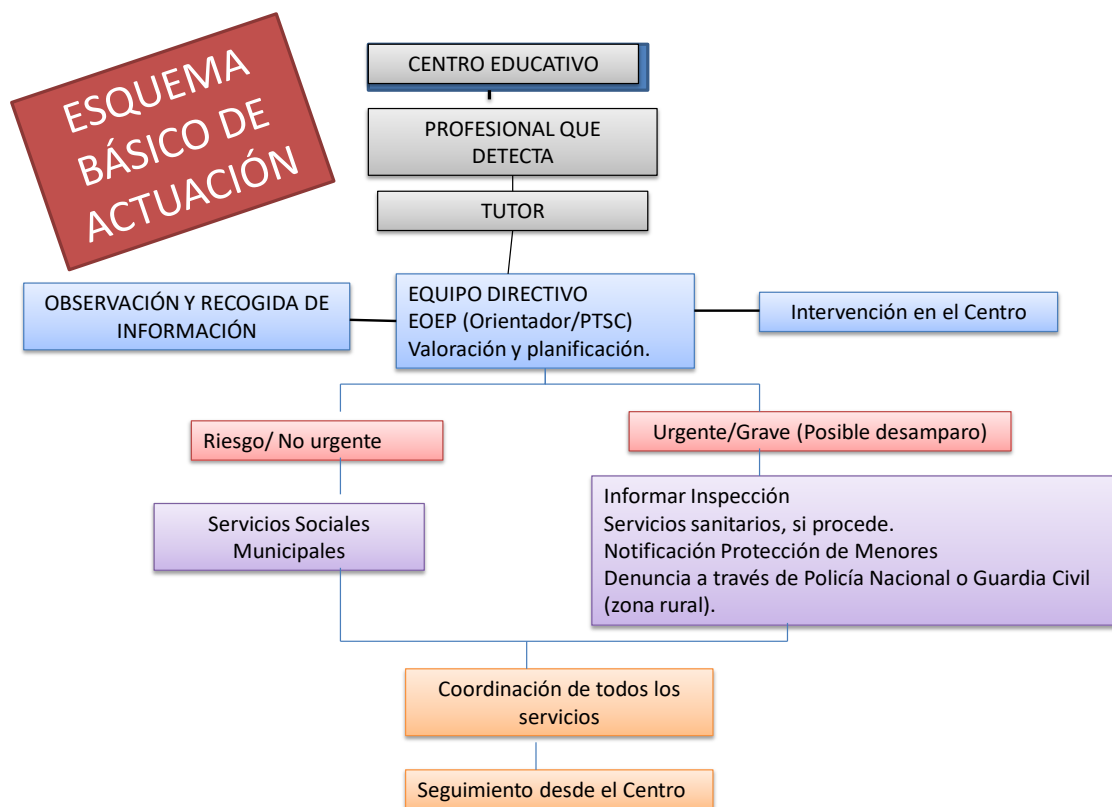 ESQUEMA
BÁSICO DE
ACTUACIÓN
CENTRO EDUCATIVO
PROFESIONAL QUE
DETECTA
TUTOR
OBSERVACIÓN Y RECOGIDA DE
INFORMACIÓN
EQUIPO DIRECTIVO
EOEP (Orientador/PTSC)
Valoración y planificación.
Intervención en el Centro
Riesgo/ No urgente
Urgente/Grave (Posible desamparo)
Servicios Sociales
Municipales
Informar Inspección
Servicios sanitarios, si procede.
Notificación Protección de Menores
Denuncia a través de Policía Nacional o Guardia Civil
(zona rural).
Coordinación de todos los
servicios
Seguimiento desde el Centro